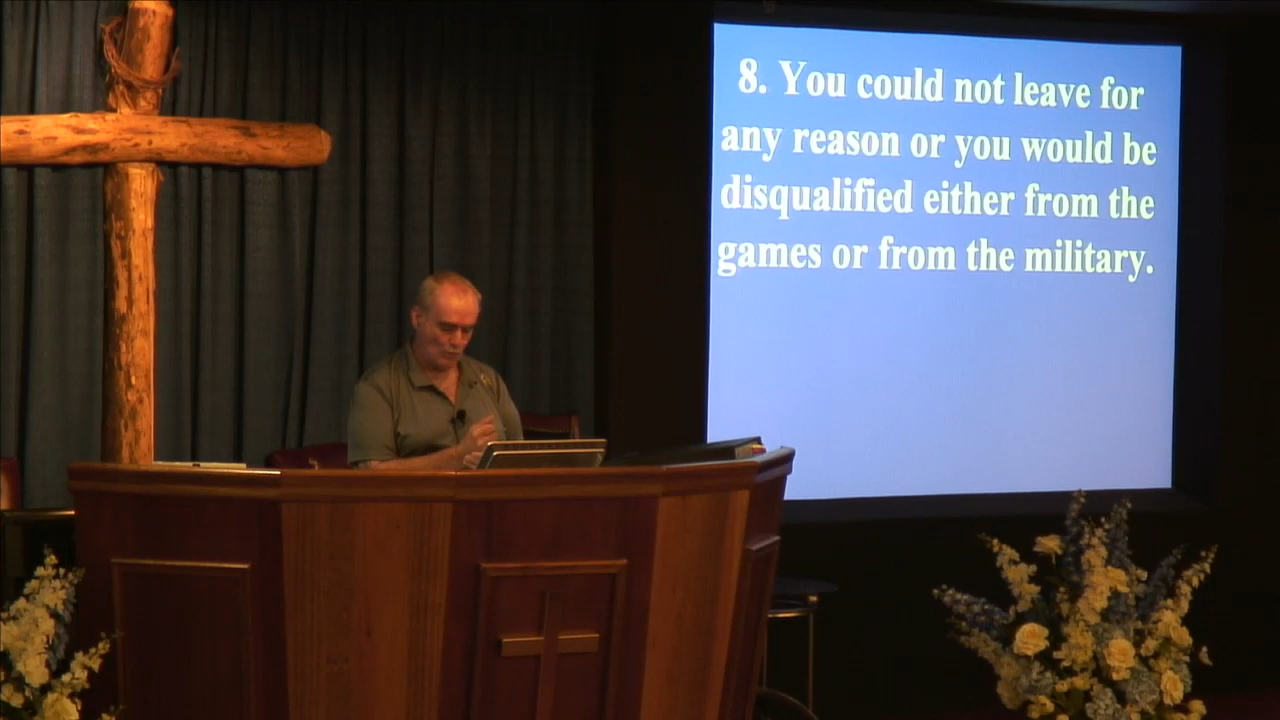 8. You could not leave for
any reason or you would be
disqualified either from the
games or from the military.